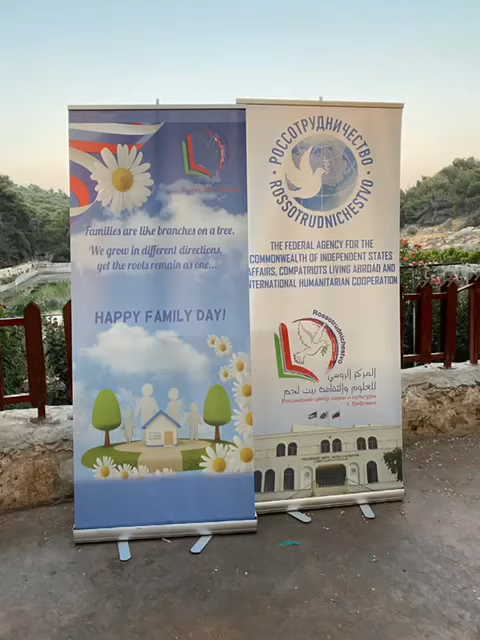 Families are like branches on a tree.
We grow in different directions,
yet the roots remain as one...
HAPPY FAMILY DAY!
РОССОТРУДНИЧЕСТВО
ROSSOTRUDNICHESTVO
THE FEDERAL AGENCY FOR THE
COMMONWEALTH OF INDEPENDENT STATES
AFFAIRS, COMPATRIOTS LIVING ABROAD AND
INTERNATIONAL HUMANITARIAN COOPERATION
Rossotrudnichestvo
المركز الروسي
للعلوم والثقافة بيت لحم
Российский центр науки и культуры
г. Вифлеем